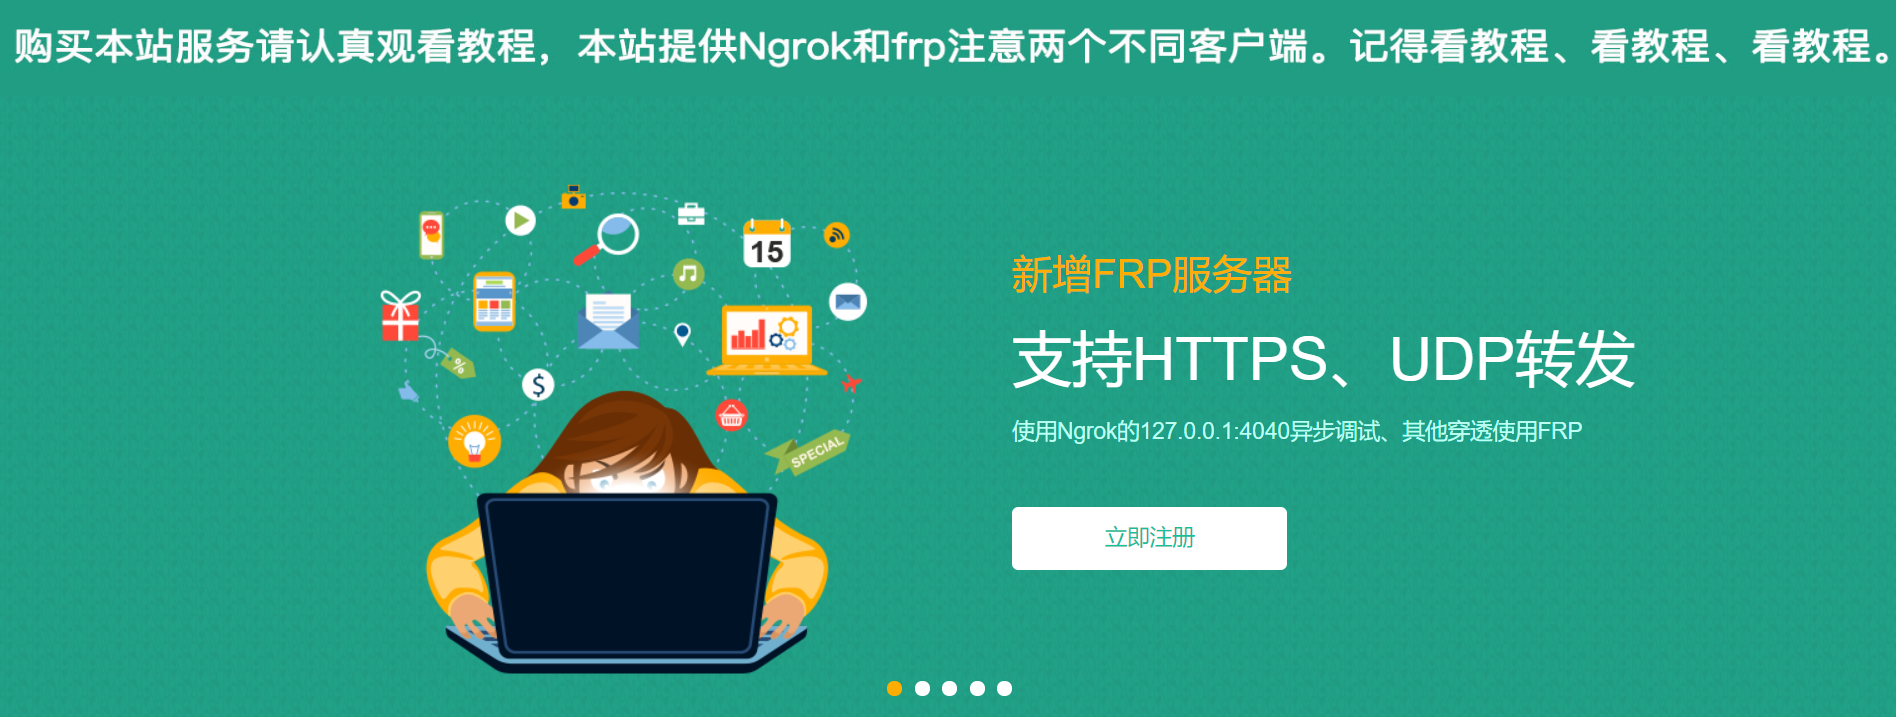 购买本站服务请认真观看教程，本站提供Ngrok和frp注意两个不同客户端。记得看教程、看教程、看教程。
15
%
$
SPECIAL
新增FRP服务器
支持HTTPS、UDP转发
使用Ngrok的127.0.0.1:4040异步调试、其他穿透使用FRP
立即注册